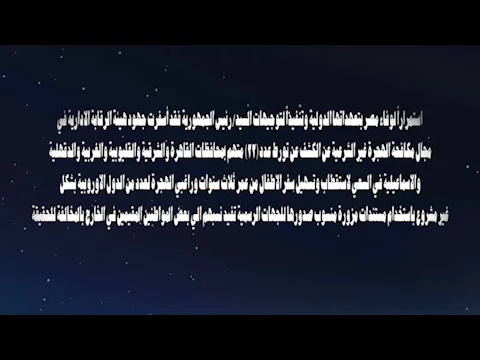 استمراراً لوفاء مصر بتعهداتها الدولية وتنفيذاً لتوجيهات السيد/ رئيس الجمهورية فقد أسفرت جهود هيئة الرقابة الادارية في
مجال مكافحة الهجرة غير الشرعية عن الكشف عن تورط عدد (٢٢) متهم بمحافظات القاهرة والشرقية والقليوبية والغربية والدقهلية
والاسماعيلية في السعي لاستقطاب وتسهيل سفر الاطفال من عمر ثلاث سنوات وراغبي الهجرة لعدد من الدول الاوروبية بشكل
غير مشروع باستخدام مستندات مزورة منسوب صدورها للجهات الرسمية تفيد نسبهم الي بعض المواطنين المقيمين في الخارج بالمخالفة للحقيقة